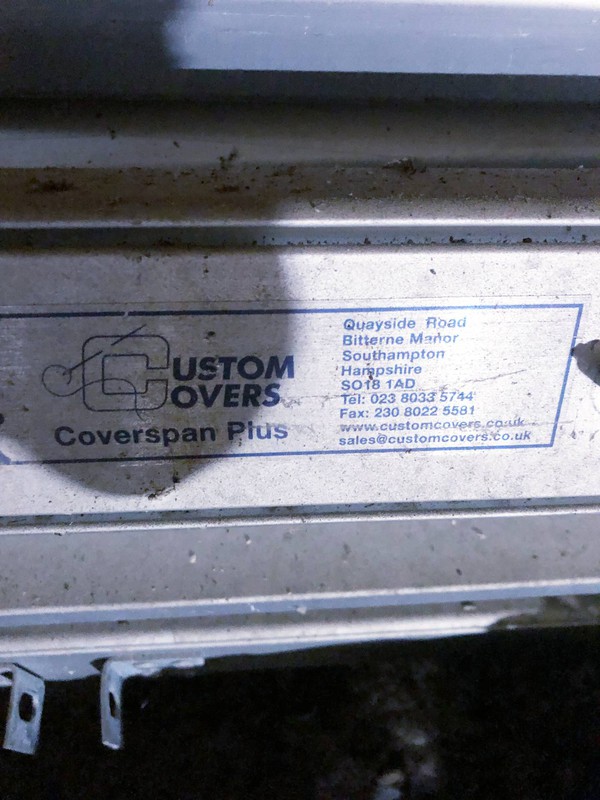 CUSTOM
COVERS
Coverspan Plus
Quayside Road
Bitterne Manor
Southampton
Hampshire
SO18 1AD
Tel: 023 8033 5744
Fax: 230 8022 5581
www.customcovers.co.uk
sales@customcovers.co.uk